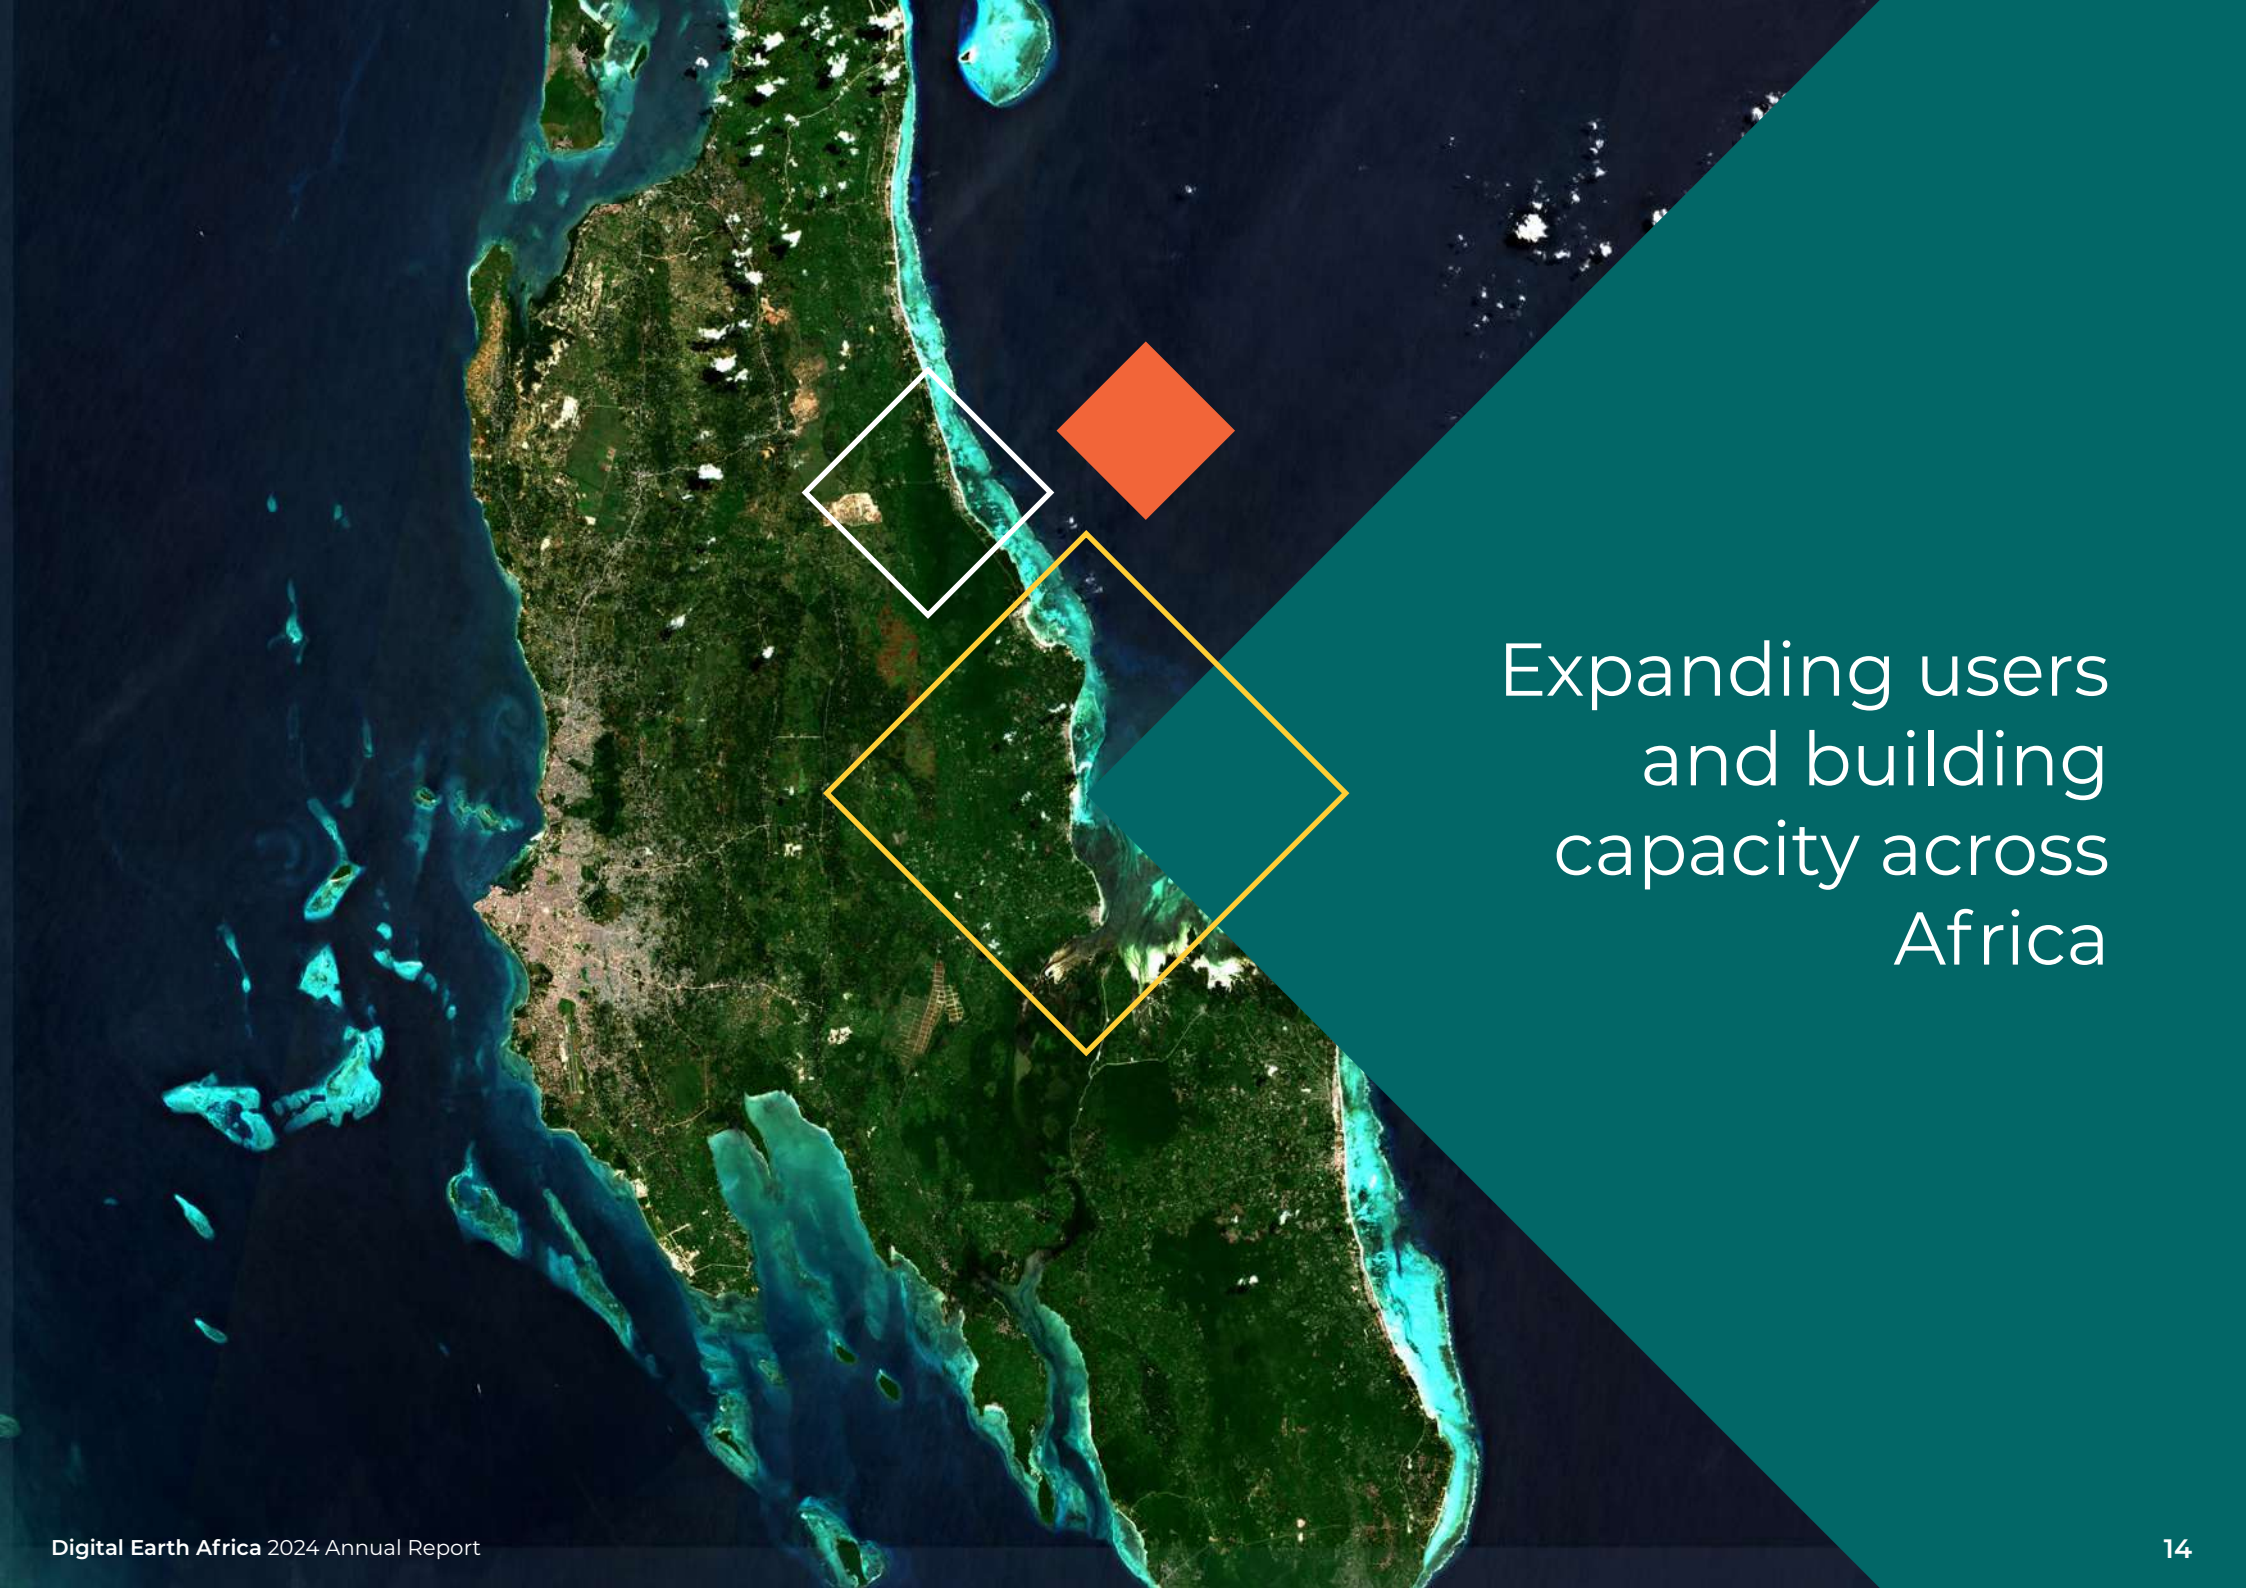 Expanding users
and building
capacity across
Africa
Digital Earth Africa 2024 Annual Report
14